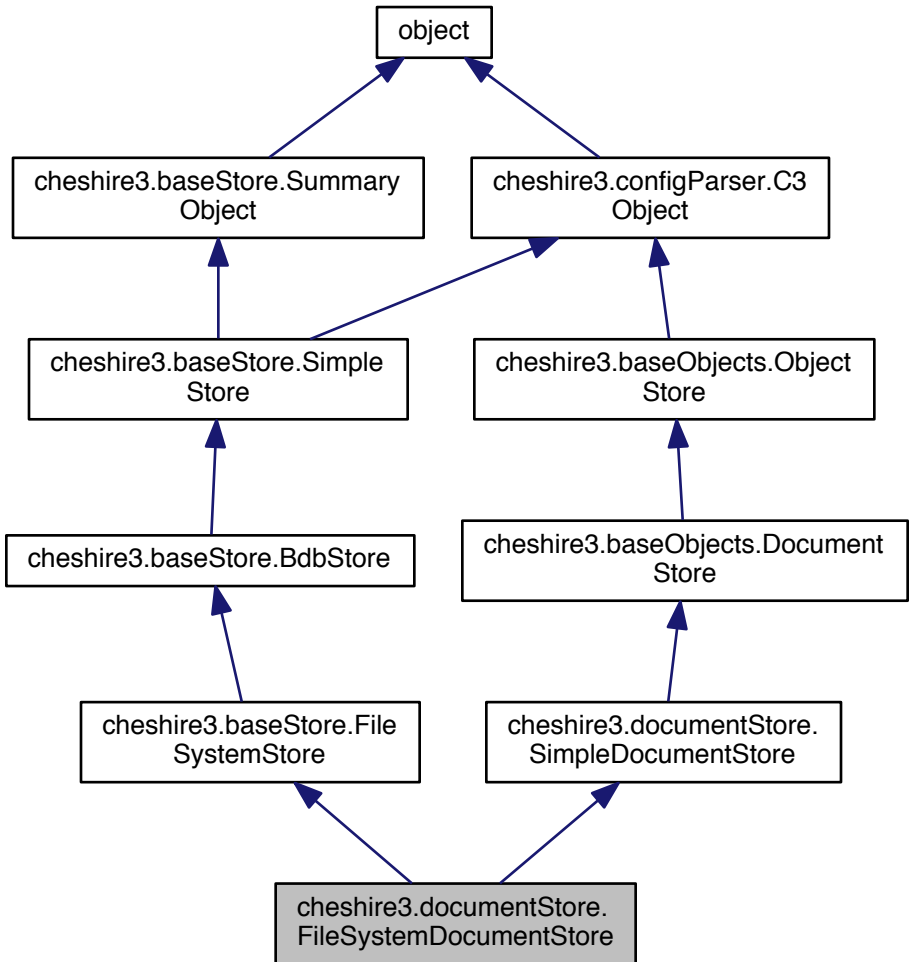 object
cheshire3.baseStore.Summary
Object
cheshire3.configParser.C3
Object
cheshire3.baseStore.Simple
Store
cheshire3.baseObjects.Object
Store
cheshire3.baseStore.BdbStore
cheshire3.baseObjects.Document
Store
cheshire3.baseStore.File
SystemStore
cheshire3.documentStore.
SimpleDocumentStore
cheshire3.documentStore.
FileSystemDocumentStore